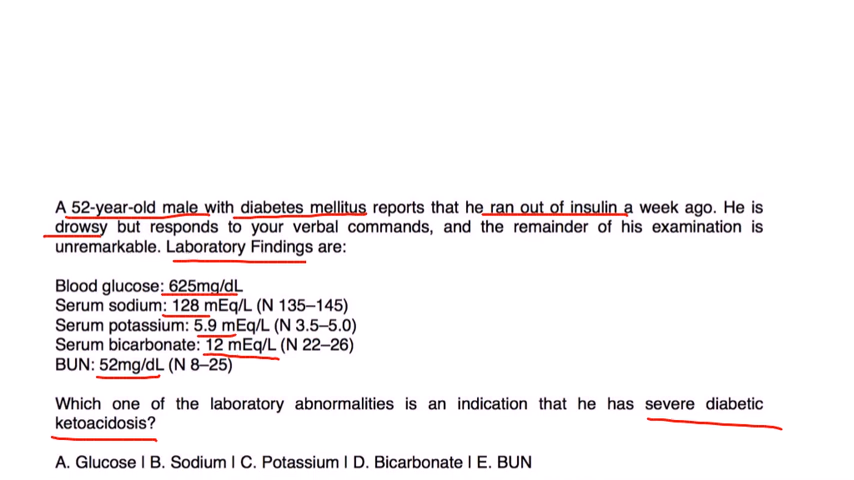 A 52-year-old male with diabetes mellitus reports that he ran out of insulin a week ago. He is
drowsy but responds to your verbal commands, and the remainder of his examination is
unremarkable. Laboratory Findings are:
Blood glucose: 625mg/dL
Serum sodium: 128 mEq/L (N 135–145)
Serum potassium: 5.9 mEq/L (N 3.5–5.0)
Serum bicarbonate: 12 mEq/L (N 22–26)
BUN: 52mg/dL (N 8–25)
Which one of the laboratory abnormalities is an indication that he has severe diabetic
ketoacidosis?
A. Glucose | B. Sodium | C. Potassium | D. Bicarbonate | E. BUN